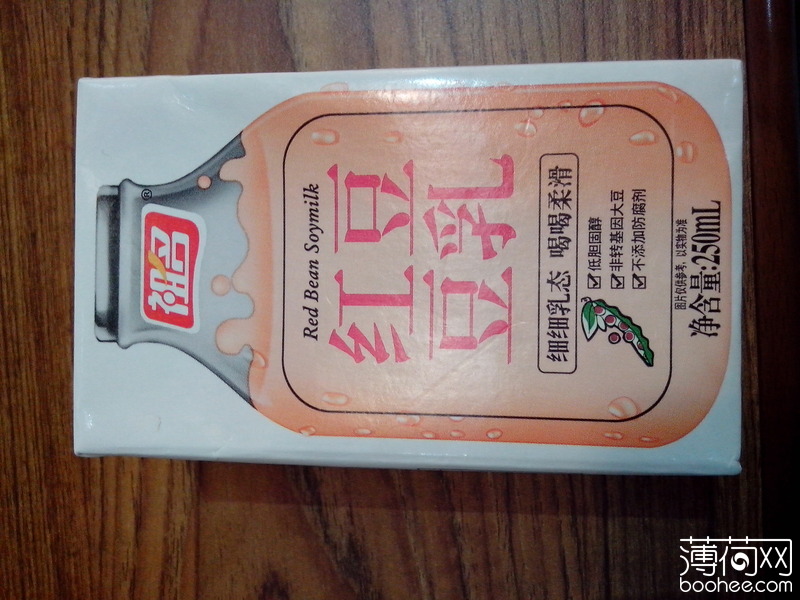 祖名
®
Red Bean Soymilk
红豆
豆乳
细细乳态 喝喝柔滑
低胆固醇
非转基因大豆
不添加防腐剂
图片仅供参考，以实物为准
净含量:250mL
薄荷网
boohee.com